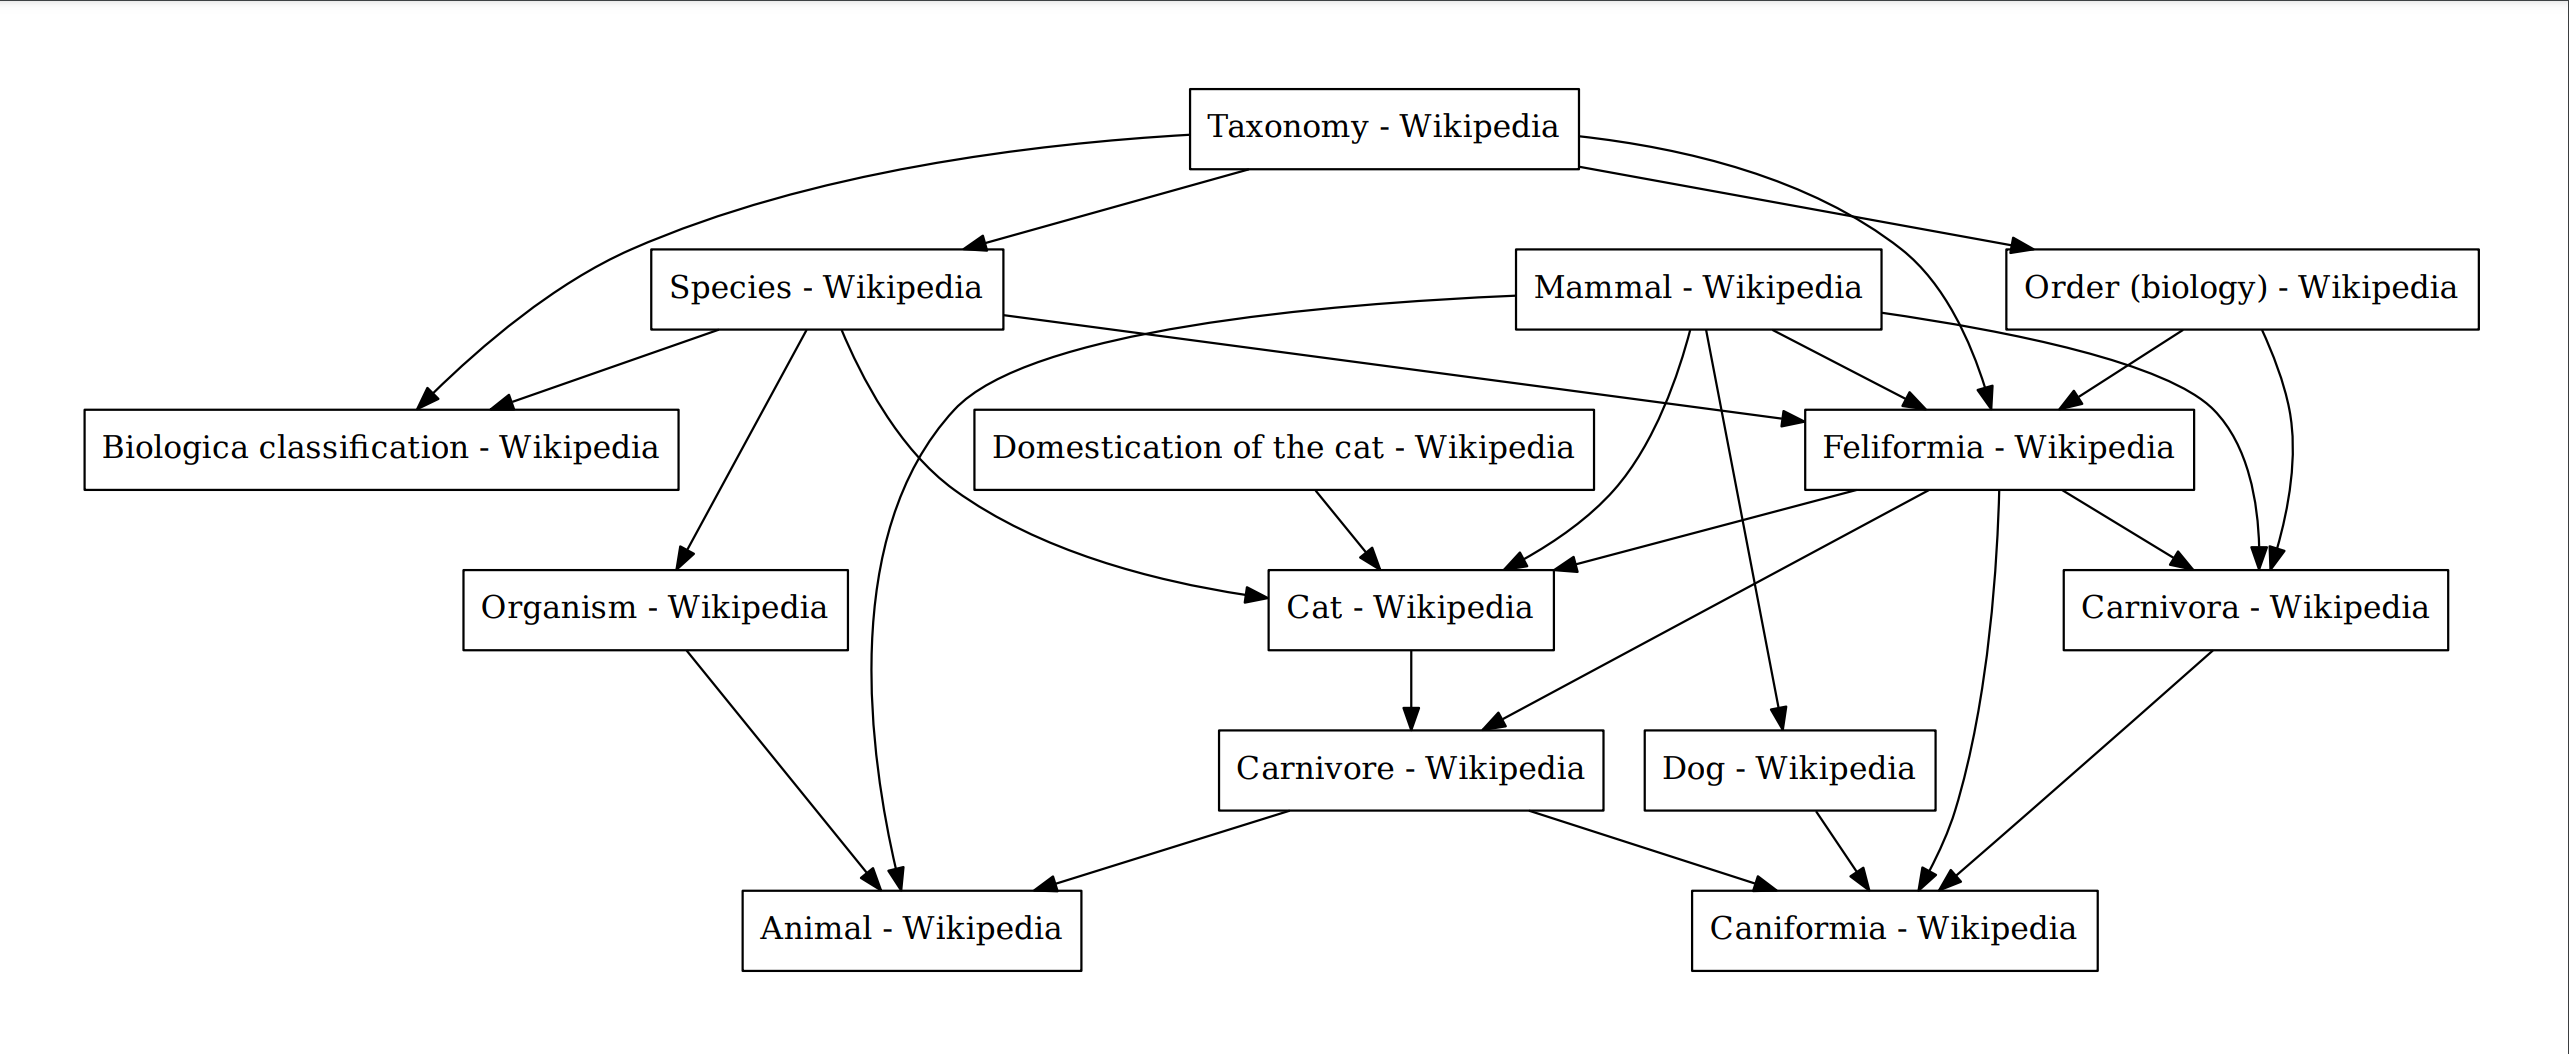 Taxonomy - Wikipedia
Species - Wikipedia
Mammal - Wikipedia
Order (biology) - Wikipedia
Biologica classification - Wikipedia
Domestication of the cat - Wikipedia
Feliformia - Wikipedia
Organism - Wikipedia
Cat - Wikipedia
Carnivora - Wikipedia
Carnivore - Wikipedia
Dog - Wikipedia
Animal - Wikipedia
Caniformia - Wikipedia